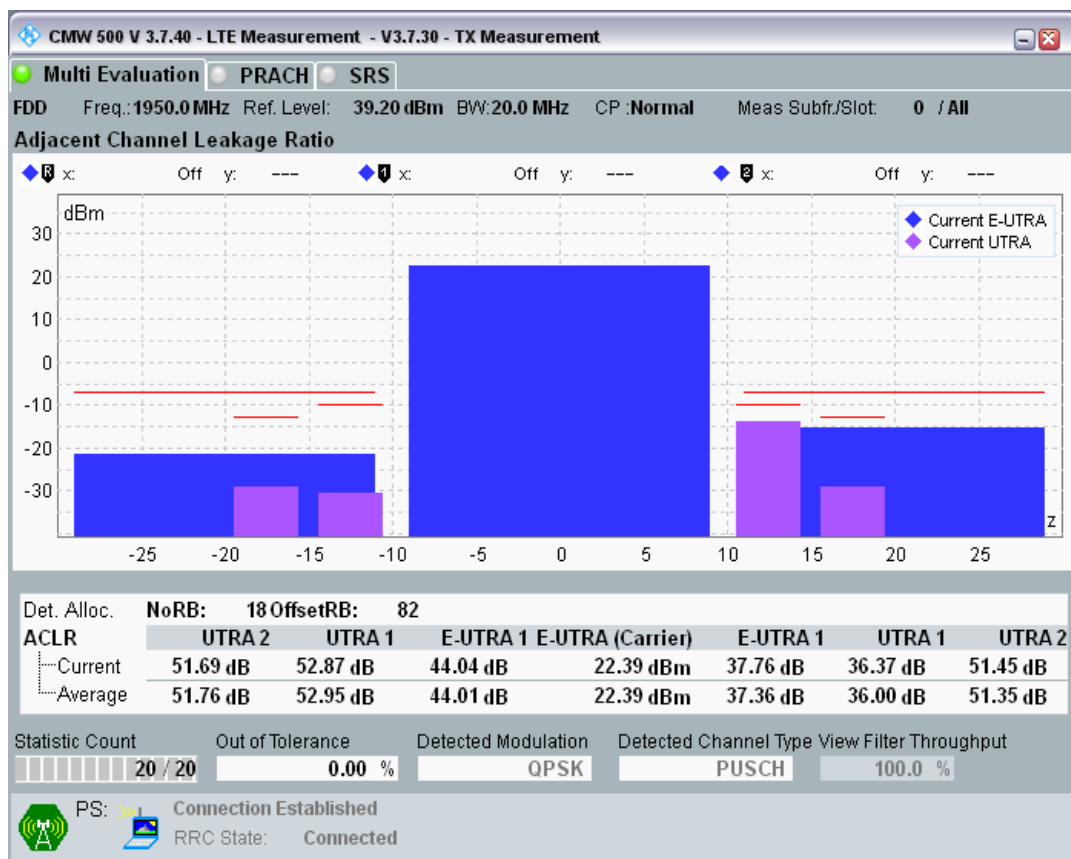 CMW 500 V 3.7.40 - LTE Measurement - V3.7.30 - TX Measurement
Multi Evaluation PRACH SRS
FDD Freq.: 1950.0 MHz Ref. Level: 39.20 dBm BW: 20.0 MHz CP : Normal Meas Subfr./Slot: 0 / All
Adjacent Channel Leakage Ratio
R x: Off y: --- 1 x: Off y: --- 2 x: Off y: ---
dBm
Current E-UTRA
Current UTRA
30
20
10
0
-10
-20
-30
z
-25 -20 -15 -10 -5 0 5 10 15 20 25
Det. Alloc. NoRB: 18 OffsetRB: 82
ACLR UTRA 2 UTRA 1 E-UTRA 1 E-UTRA (Carrier) E-UTRA 1 UTRA 1 UTRA 2
Current 51.69 dB 52.87 dB 44.04 dB 22.39 dBm 37.76 dB 36.37 dB 51.45 dB
Average 51.76 dB 52.95 dB 44.01 dB 22.39 dBm 37.36 dB 36.00 dB 51.35 dB
Statistic Count Out of Tolerance Detected Modulation Detected Channel Type View Filter Throughput
20 / 20 0.00 % QPSK PUSCH 100.0 %
PS: Connection Established
RRC State: Connected